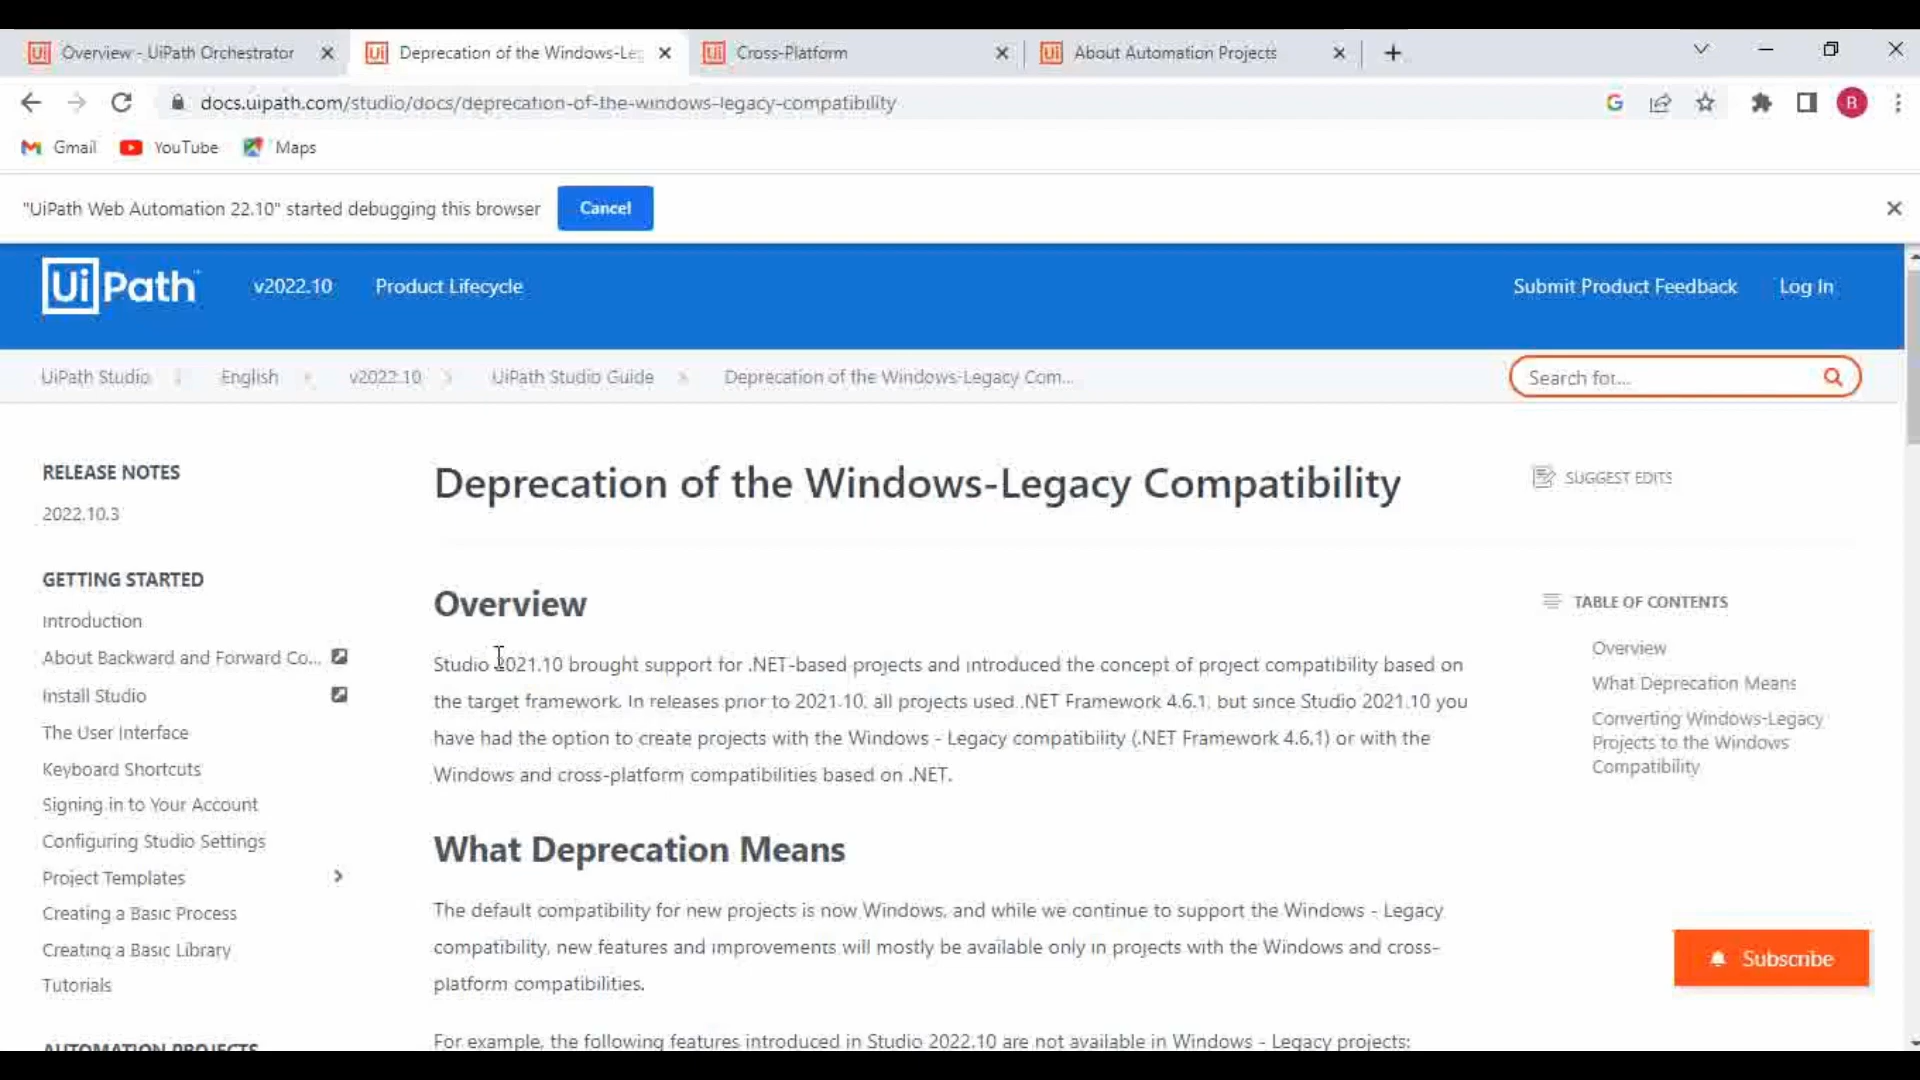 Overview - UiPath Orchestrator
Deprecation of the Windows-Le
Cross-Platform
About Automation Projects
docs.uipath.com/studio/docs/deprecation-of-the-windows-legacy-compatibility
B
Gmail
YouTube
Maps
"UiPath Web Automation 22.10" started debugging this browser
Cancel
UiPath
v2022.10
Product Lifecycle
Submit Product Feedback
Log In
UiPath Studio
English
v2022.10
UiPath Studio Guide
Deprecation of the Windows-Legacy Com...
Search for...
RELEASE NOTES
2022.10.3
GETTING STARTED
Introduction
About Backward and Forward Co...
Install Studio
The User Interface
Keyboard Shortcuts
Signing in to Your Account
Configuring Studio Settings
Project Templates
Creating a Basic Process
Creating a Basic Library
Tutorials
AUTOMATION PROJECTS
Deprecation of the Windows-Legacy Compatibility
SUGGEST EDITS
Overview
Studio 2021.10 brought support for .NET-based projects and introduced the concept of project compatibility based on
the target framework. In releases prior to 2021.10, all projects used .NET Framework 4.6.1, but since Studio 2021.10 you
have had the option to create projects with the Windows - Legacy compatibility (.NET Framework 4.6.1) or with the
Windows and cross-platform compatibilities based on .NET.
What Deprecation Means
The default compatibility for new projects is now Windows, and while we continue to support the Windows - Legacy
compatibility, new features and improvements will mostly be available only in projects with the Windows and cross-
platform compatibilities.
For example, the following features introduced in Studio 2022.10 are not available in Windows - Legacy projects:
TABLE OF CONTENTS
Overview
What Deprecation Means
Converting Windows-Legacy
Projects to the Windows
Compatibility
Subscribe